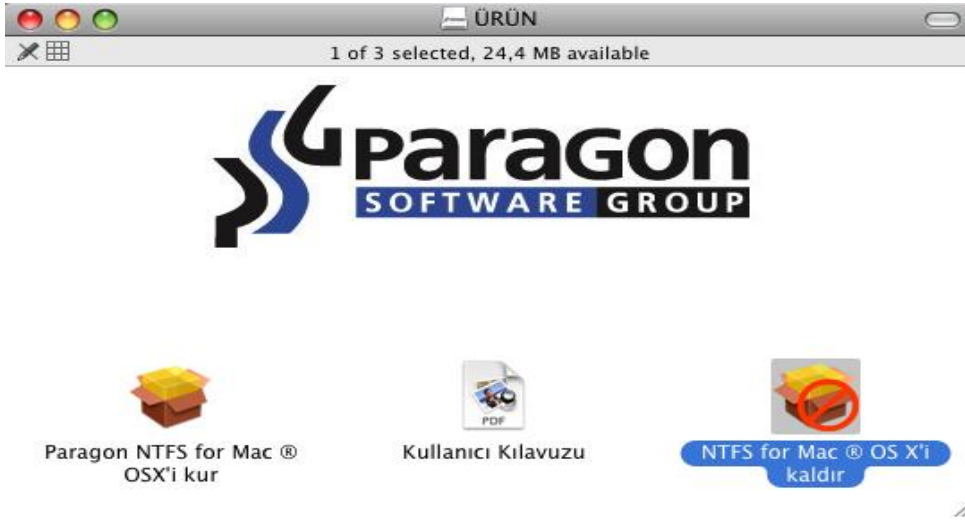 ÜRÜN
1 of 3 selected, 24,4 MB available
Paragon
SOFTWARE GROUP
PDF
Paragon NTFS for Mac ®
OSX'i kur
Kullanıcı Kılavuzu
NTFS for Mac ® OS X'i
kaldır